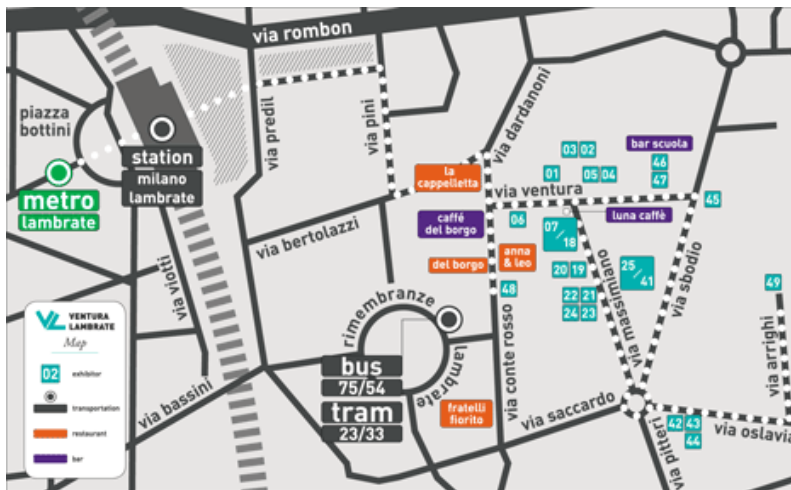 via rombon
piazza
bottini
station
milano
lambrate
metro
lambrate
via predil
via pini
via dardanoni
la
cappelletta
03
02
bar scuola
01
05
04
46
47
via ventura
45
06
luna caffè
caffé
del borgo
07
18
via bertolazzi
del borgo
anna
& leo
20
19
25
41
via viotti
48
22
21
24
23
via massimiano
via sbodio
49
rimembranze
lambrate
bus
75/54
tram
23/33
via conte rosso
via arrighi
via bassini
fratelli
fiorito
via saccardo
42
43
44
via oslavia
via pitteri
VL
VENTURA
LAMBRATE
Map
02
exhibitor
transportation
restaurant
bar